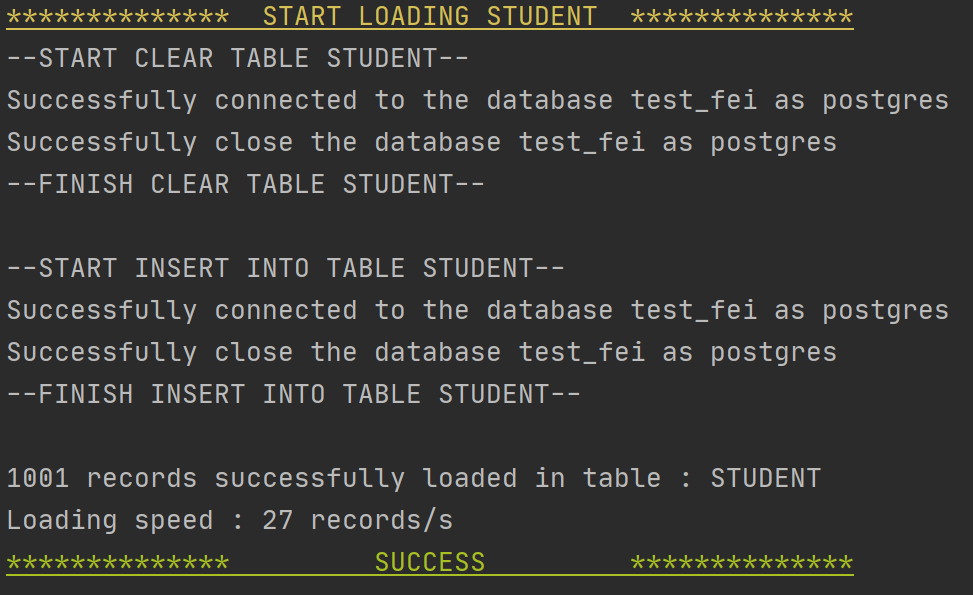 ************** START LOADING STUDENT **************
--START CLEAR TABLE STUDENT--
Successfully connected to the database test_fei as postgres
Successfully close the database test_fei as postgres
--FINISH CLEAR TABLE STUDENT--
--START INSERT INTO TABLE STUDENT--
Successfully connected to the database test_fei as postgres
Successfully close the database test_fei as postgres
--FINISH INSERT INTO TABLE STUDENT--
1001 records successfully loaded in table : STUDENT
Loading speed : 27 records/s
************** SUCCESS **************